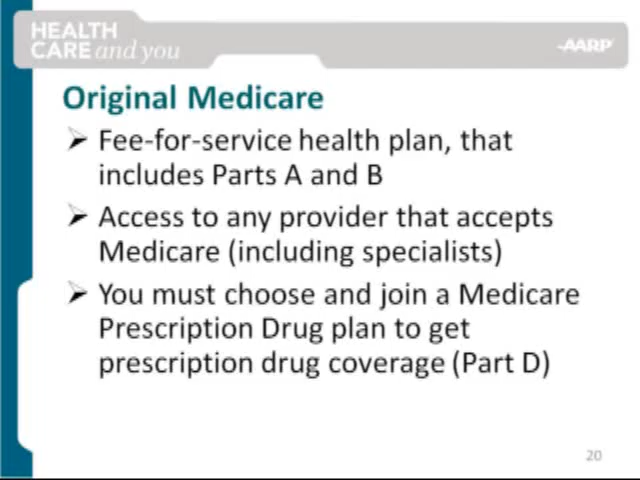 HEALTH
CARE and you
AARP
Original Medicare
Fee-for-service health plan, that
includes Parts A and B
Access to any provider that accepts
Medicare (including specialists)
You must choose and join a Medicare
Prescription Drug plan to get
prescription drug coverage (Part D)
20